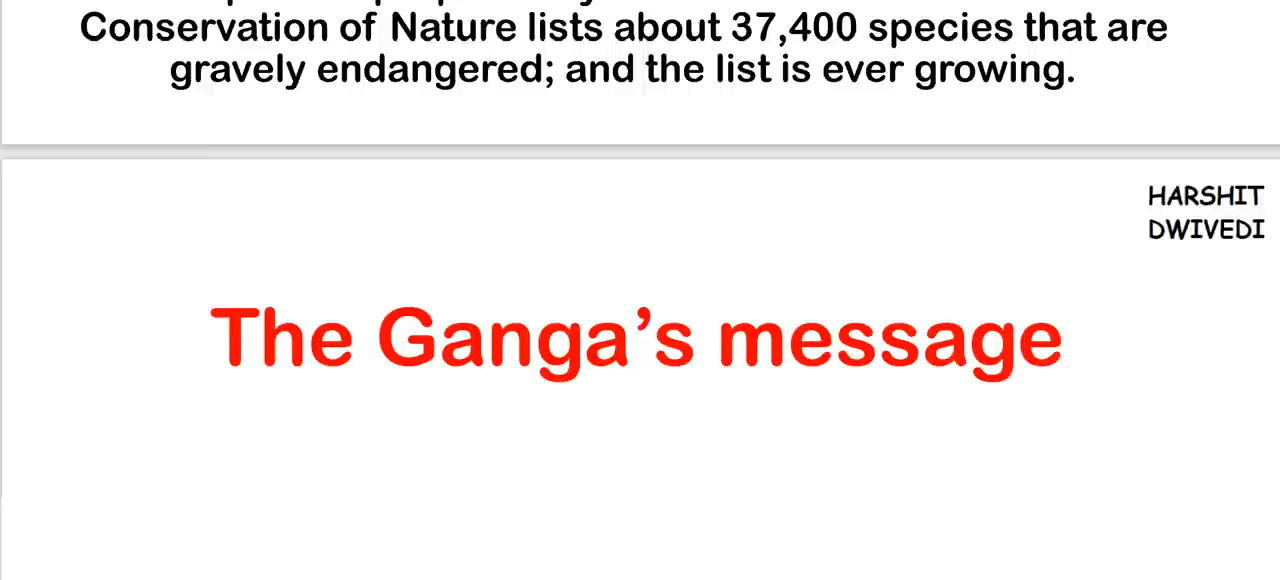 Conservation of Nature lists about 37,400 species that are
gravely endangered; and the list is ever growing.
HARSHIT
DWIVEDI
The Ganga’s message